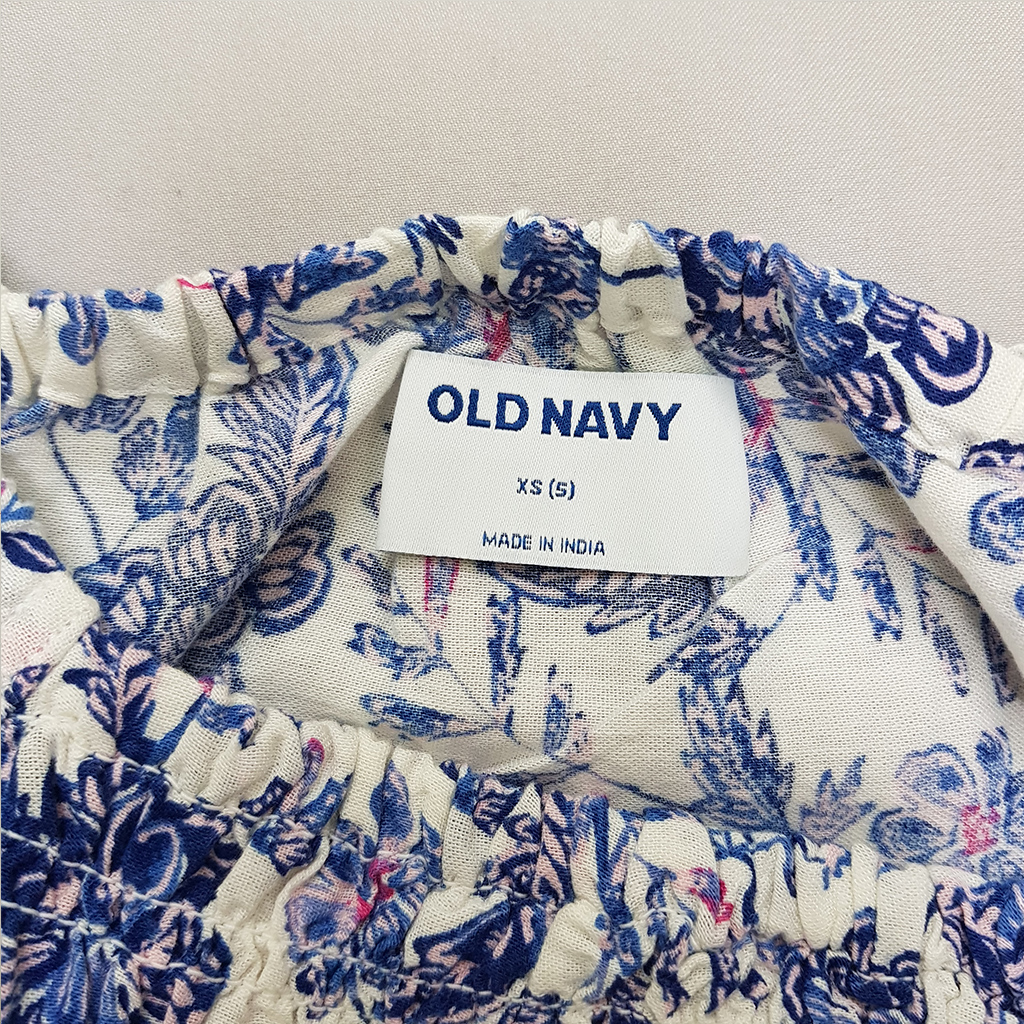 OLD NAVY
XS (5)
MADE IN INDIA